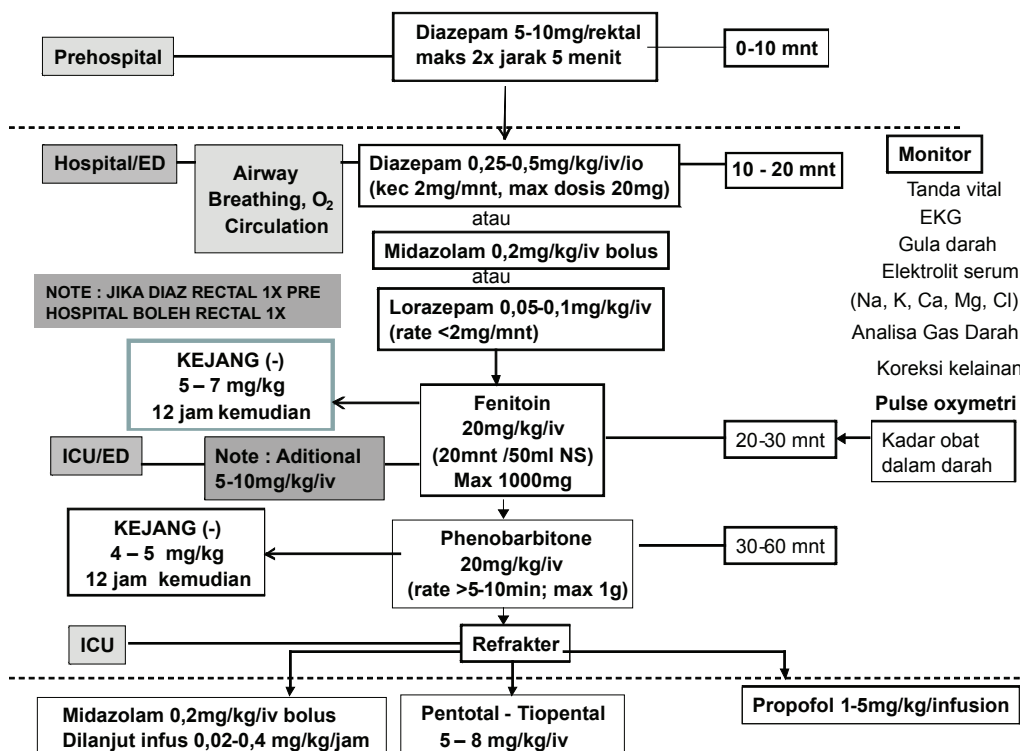 Prehospital
Diazepam 5-10mg/rektal
maks 2x jarak 5 menit
0-10 mnt
Hospital/ED
Airway
Breathing, O₂
Circulation
Diazepam 0,25-0,5mg/kg/iv/io
(kec 2mg/mnt, max dosis 20mg)
10 - 20 mnt
Monitor
Tanda vital
EKG
Gula darah
Elektrolit serum
(Na, K, Ca, Mg, Cl)
Analisa Gas Darah
Koreksi kelainan
Pulse oxymetri
atau
Midazolam 0,2mg/kg/iv bolus
atau
NOTE : JIKA DIAZ RECTAL 1X PRE
HOSPITAL BOLEH RECTAL 1X
Lorazepam 0,05-0,1mg/kg/iv
(rate <2mg/mnt)
KEJANG (-)
5 – 7 mg/kg
12 jam kemudian
Fenitoin
20mg/kg/iv
(20mnt /50ml NS)
Max 1000mg
20-30 mnt
Kadar obat
dalam darah
ICU/ED
Note : Aditional
5-10mg/kg/iv
KEJANG (-)
4 – 5 mg/kg
12 jam kemudian
Phenobarbitone
20mg/kg/iv
(rate >5-10min; max 1g)
30-60 mnt
ICU
Refrakter
Midazolam 0,2mg/kg/iv bolus
Dilanjut infus 0,02-0,4 mg/kg/jam
Pentotal - Tiopental
5 – 8 mg/kg/iv
Propofol 1-5mg/kg/infusion